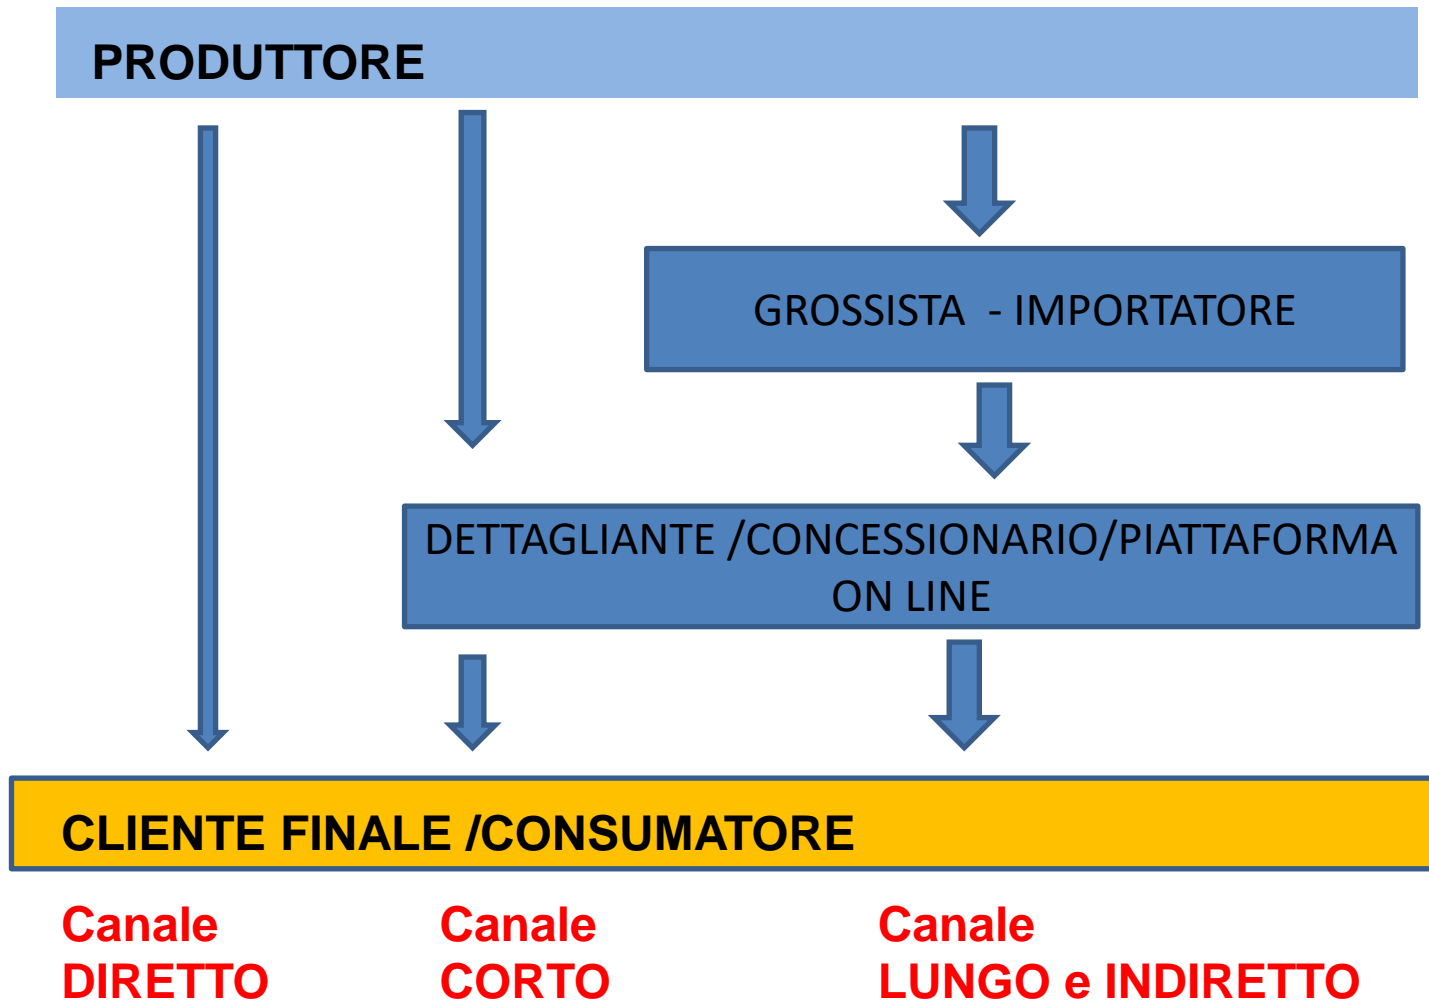 PRODUTTORE
GROSSISTA - IMPORTATORE
DETTAGLIANTE /CONCESSIONARIO/PIATTAFORMA
ON LINE
CLIENTE FINALE /CONSUMATORE
Canale
DIRETTO
Canale
CORTO
Canale
LUNGO e INDIRETTO